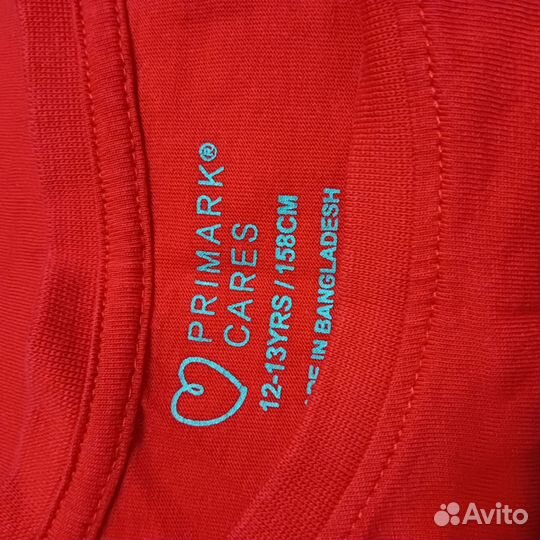 PRIMARK®
CARES
12-13YRS / 158CM
IN BANGLADESH
Avito